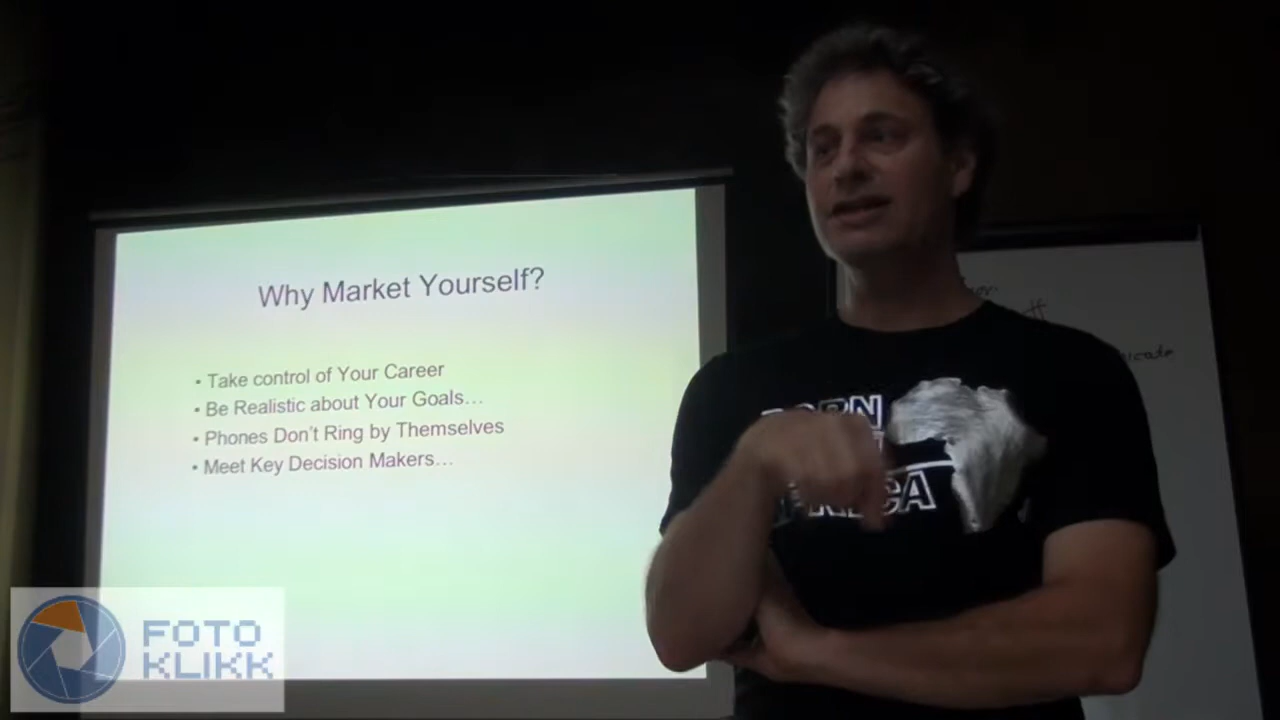 Why Market Yourself?
• Take control of Your Career
• Be Realistic about Your Goals…
• Phones Don't Ring by Themselves
• Meet Key Decision Makers…
FOTO
KLIKK